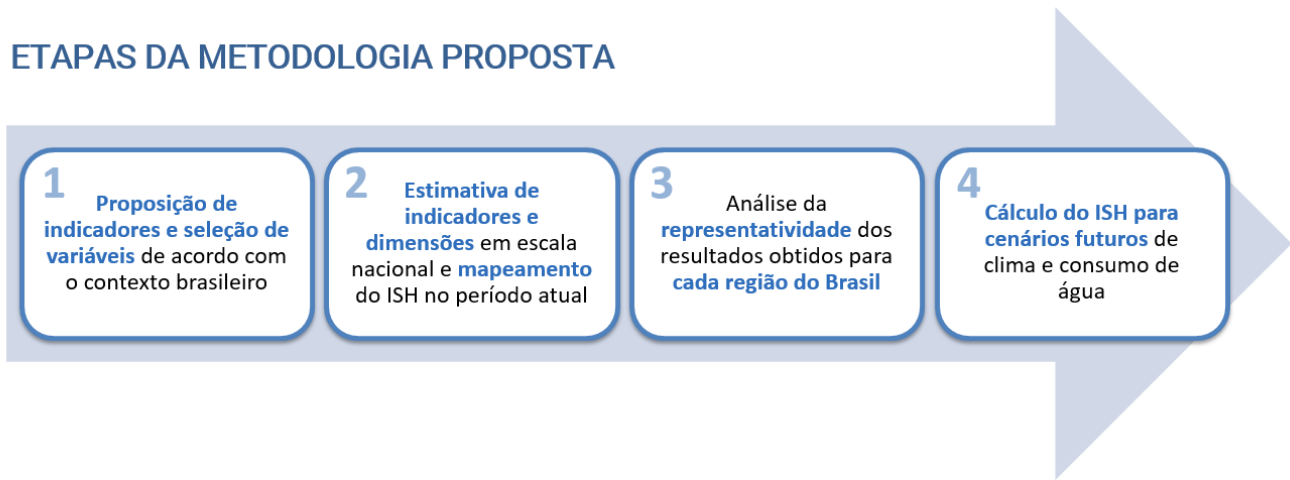 ETAPAS DA METODOLOGIA PROPOSTA
1
Proposição de
indicadores e seleção de
variáveis de acordo com
o contexto brasileiro
2
Estimativa de
indicadores e
dimensões em escala
nacional e mapeamento
do ISH no período atual
3
Análise da
representatividade dos
resultados obtidos para
cada região do Brasil
4
Cálculo do ISH para
cenários futuros de
clima e consumo de
água